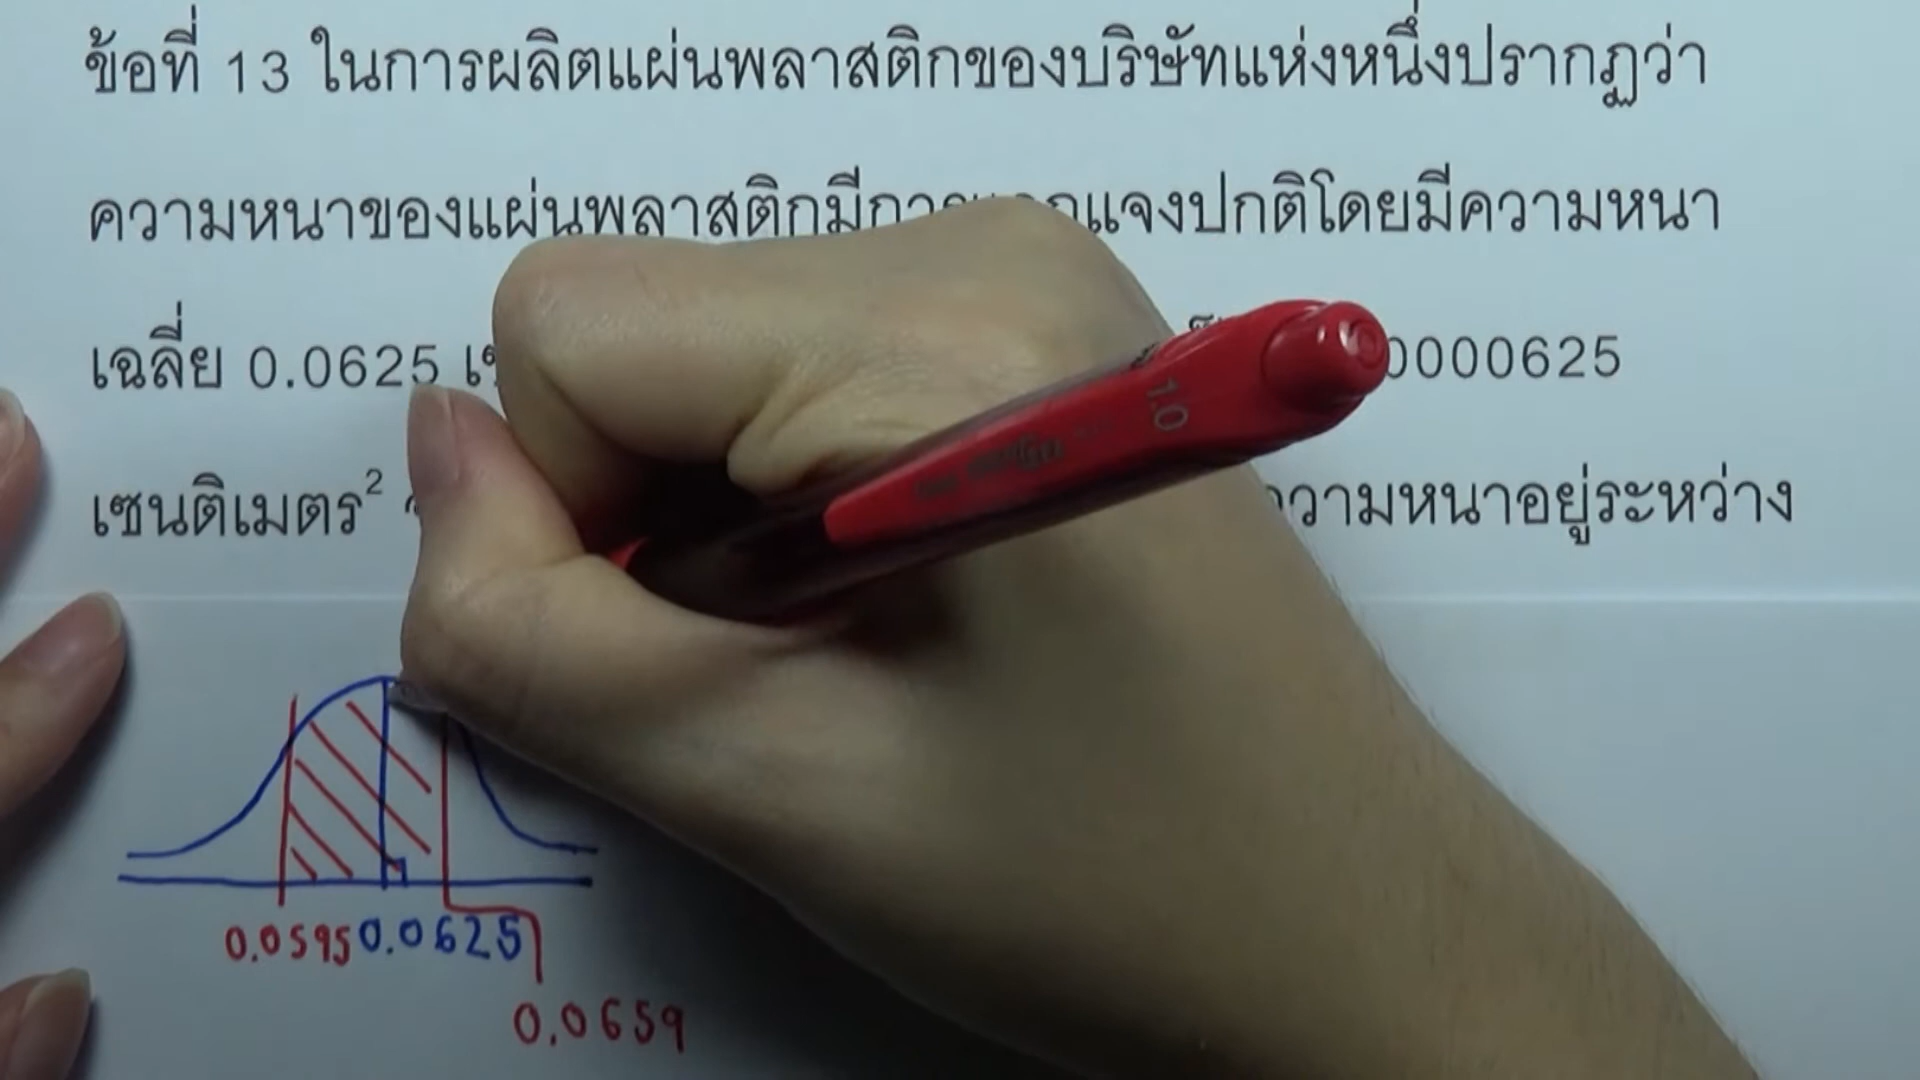 ข้อที่ 13 ในการผลิตแผ่นพลาสติกของบริษัทแห่งหนึ่งปรากฏว่า
ความหนาของแผ่นพลาสติกมี แจงปกติโดยมีความหนา
เฉลี่ย 0.0625 0000625
เซนติเมตร² ความหนาอยู่ระหว่าง
0.0595 0.0625
0.0659
1.0